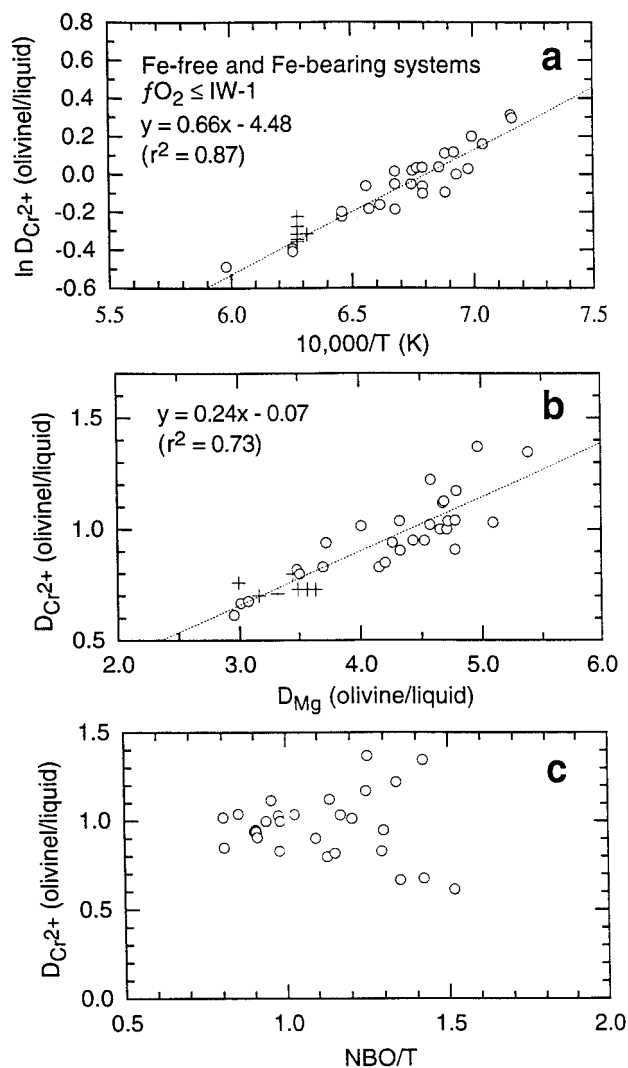 a
Fe-free and Fe-bearing systems
fO2 ≤ IW-1
y = 0.66x - 4.48
(r2 = 0.87)
ln DCr2+ (olivinel/liquid)
0.8
0.6
0.4
0.2
0.0
-0.2
-0.4
-0.6
5.5 6.0 6.5 7.0 7.5
10,000/T (K)
b
y = 0.24x - 0.07
(r2 = 0.73)
DCr2+ (olivinel/liquid)
1.5
1.0
0.5
2.0 3.0 4.0 5.0 6.0
DMg (olivine/liquid)
c
DCr2+ (olivinel/liquid)
1.5
1.0
0.5
0.0
0.5 1.0 1.5 2.0
NBO/T